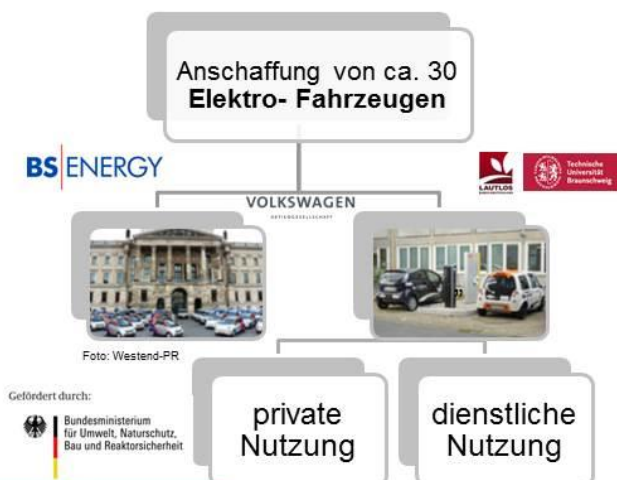 Anschaffung von ca. 30
Elektro- Fahrzeugen
BS|ENERGY
LAUTLOS
Technische
Universität
Braunschweig
VOLKSWAGEN
AKTIENGESELLSCHAFT
Foto: Westend-PR
Gefördert durch:
Bundesministerium
für Umwelt, Naturschutz,
Bau und Reaktorsicherheit
private
Nutzung
dienstliche
Nutzung